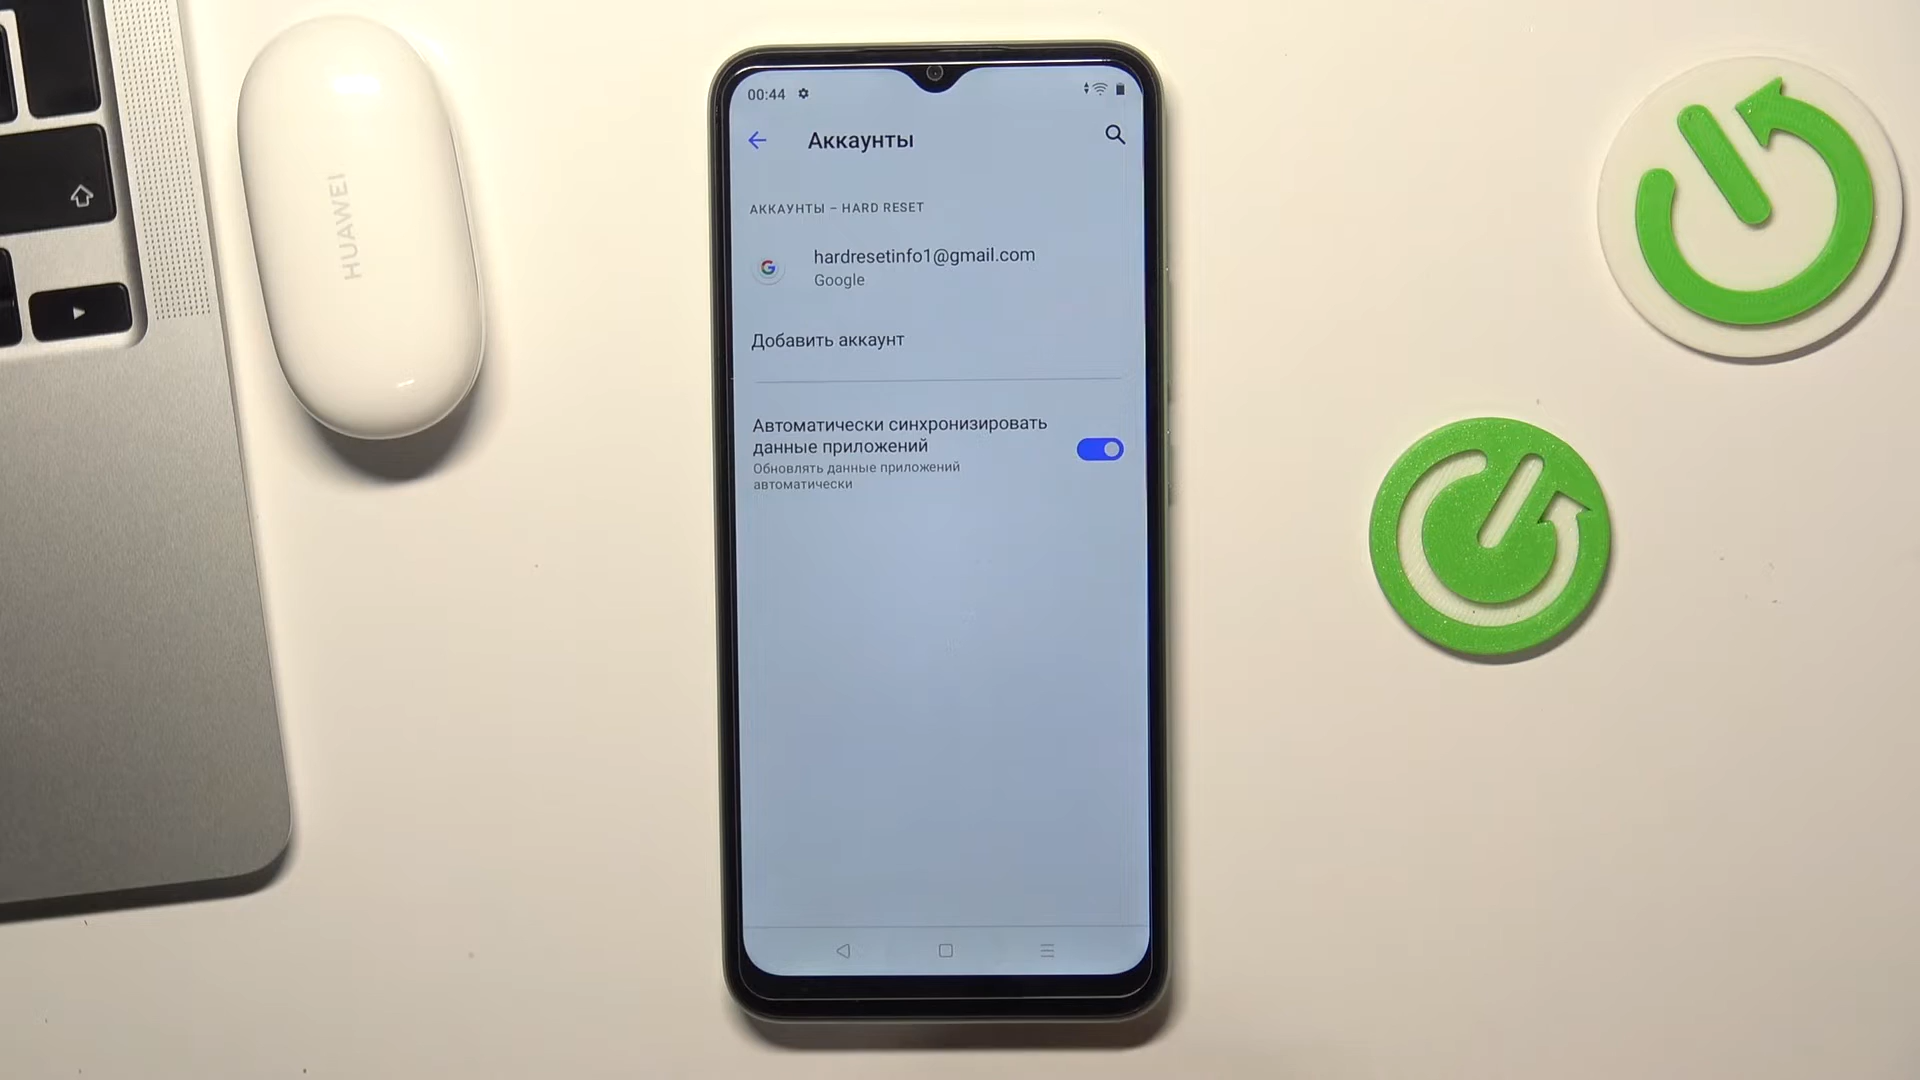 HUAWEI
00:44
Аккаунты
АККАУНТЫ – HARD RESET
hardresetinfo1@gmail.com
Google
Добавить аккаунт
Автоматически синхронизировать
данные приложений
Обновлять данные приложений
автоматически